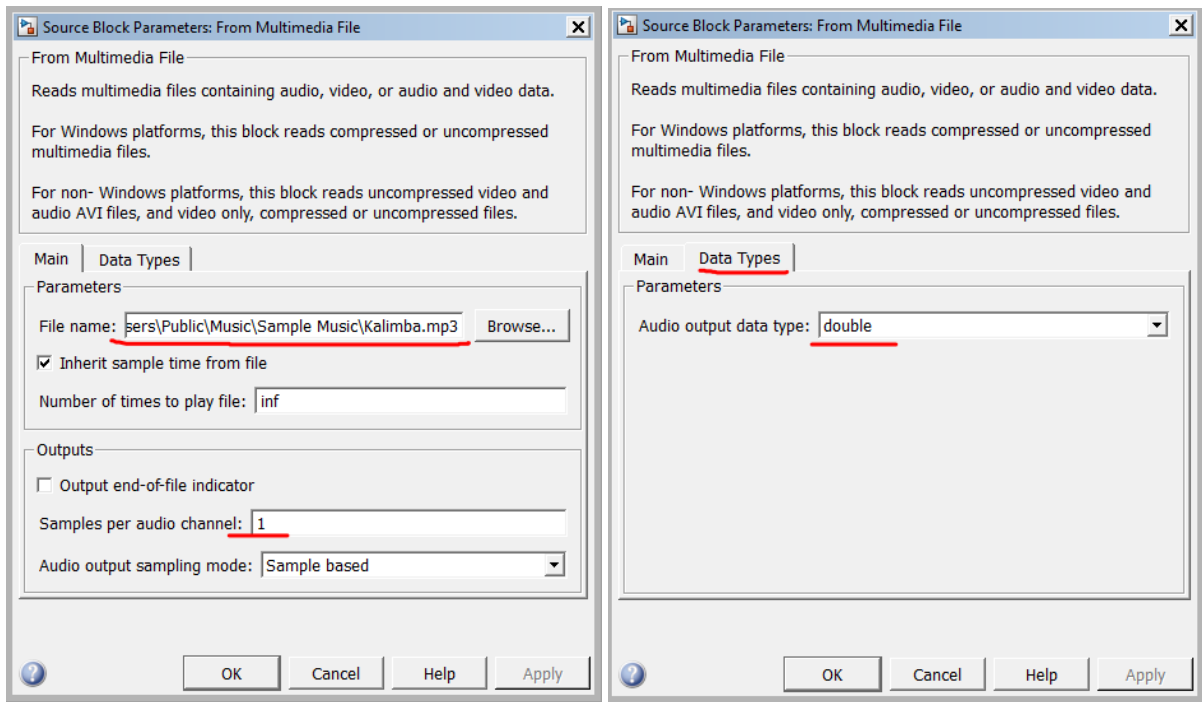 Source Block Parameters: From Multimedia File
From Multimedia File
Reads multimedia files containing audio, video, or audio and video data.
For Windows platforms, this block reads compressed or uncompressed
multimedia files.
For non- Windows platforms, this block reads uncompressed video and
audio AVI files, and video only, compressed or uncompressed files.
Main Data Types
Parameters
File name: sers\Public\Music\Sample Music\Kalimba.mp3 Browse...
Inherit sample time from file
Number of times to play file: inf
Outputs
Output end-of-file indicator
Samples per audio channel: 1
Audio output sampling mode: Sample based
OK Cancel Help Apply
Source Block Parameters: From Multimedia File
From Multimedia File
Reads multimedia files containing audio, video, or audio and video data.
For Windows platforms, this block reads compressed or uncompressed
multimedia files.
For non- Windows platforms, this block reads uncompressed video and
audio AVI files, and video only, compressed or uncompressed files.
Main Data Types
Parameters
Audio output data type: double
OK Cancel Help Apply